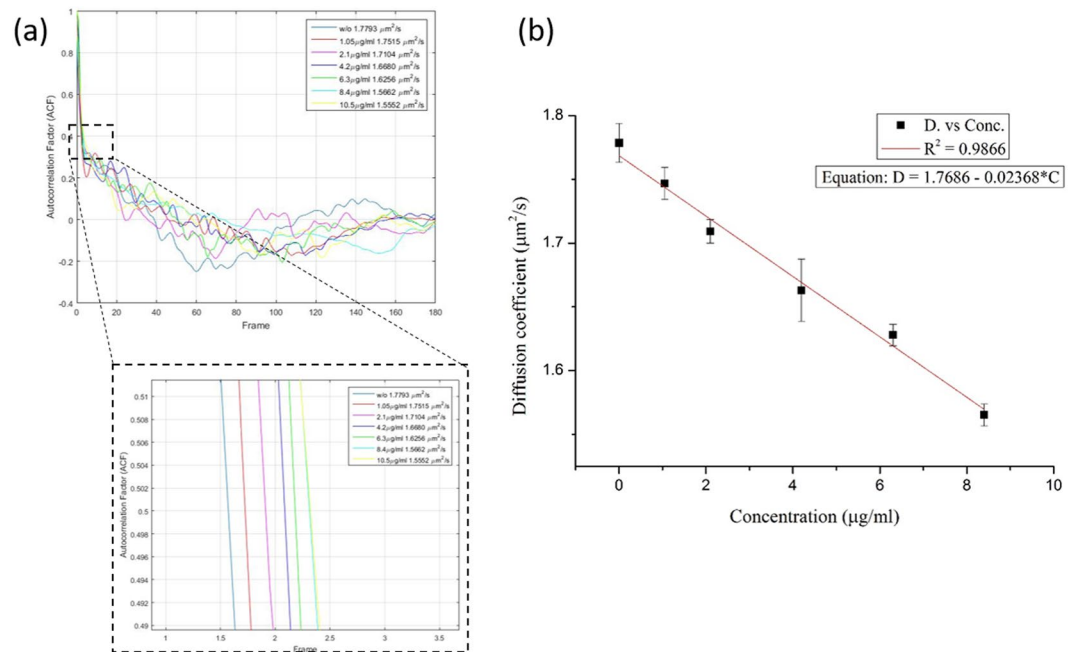 (a)
1
0.8
0.6
0.4
0.2
0
-0.2
-0.4
0 20 40 60 80 100 120 140 160 180
Autocorrelation Factor (ACF)
Frame
w/o 1.7793 μm²/s
1.05μg/ml 1.7515 μm²/s
2.1μg/ml 1.7104 μm²/s
4.2μg/ml 1.6680 μm²/s
6.3μg/ml 1.6256 μm²/s
8.4μg/ml 1.5662 μm²/s
10.5μg/ml 1.5552 μm²/s
0.51
0.508
0.506
0.504
0.502
0.5
0.498
0.496
0.494
0.492
0.49
1 1.5 2 2.5 3 3.5
Autocorrelation Factor (ACF)
Frame
w/o 1.7793 μm²/s
1.05μg/ml 1.7515 μm²/s
2.1μg/ml 1.7104 μm²/s
4.2μg/ml 1.6680 μm²/s
6.3μg/ml 1.6256 μm²/s
8.4μg/ml 1.5662 μm²/s
10.5μg/ml 1.5552 μm²/s
(b)
D. vs Conc.
R² = 0.9866
Equation: D = 1.7686 - 0.02368*C
1.8
1.7
1.6
0 2 4 6 8 10
Diffusion coefficient (μm²/s)
Concentration (μg/ml)